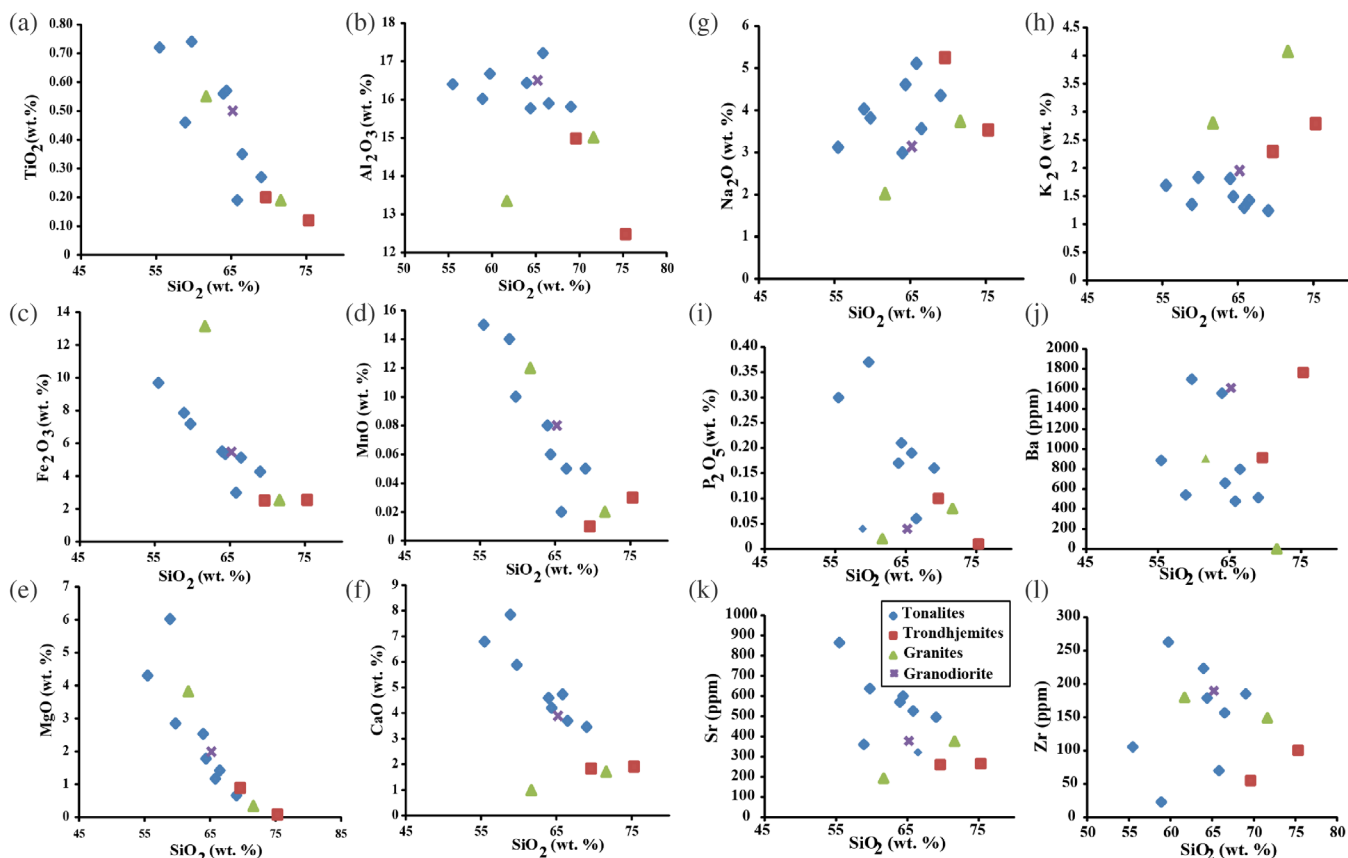 (a)
0.80
0.70
0.60
0.50
0.40
0.30
0.20
0.10
0
TiO2 (wt. %)
45 55 65 75
SiO2 (wt. %)
(b)
18
17
16
15
14
13
12
Al2O3 (wt. %)
50 55 60 65 70 75 80
SiO2 (wt. %)
(g)
6
5
4
3
2
1
0
Na2O (wt. %)
45 55 65 75
SiO2 (wt. %)
(h)
4.5
4
3.5
3
2.5
2
1.5
1
0.5
0
K2O (wt. %)
45 55 65 75
SiO2 (wt. %)
(c)
14
12
10
8
6
4
2
0
Fe2O3 (wt. %)
45 55 65 75
SiO2 (wt. %)
(d)
16
14
12
10
0.08
0.06
0.04
0.02
0
MnO (wt. %)
45 55 65 75
SiO2 (wt. %)
(i)
0.40
0.35
0.30
0.25
0.20
0.15
0.10
0.05
0
P2O5 (wt. %)
45 55 65 75
SiO2 (wt. %)
(j)
2000
1800
1600
1400
1200
1000
800
600
400
200
0
Ba (ppm)
45 55 65 75
SiO2 (wt. %)
(e)
7
6
5
4
3
2
1
0
MgO (wt. %)
45 55 65 75 85
SiO2 (wt. %)
(f)
9
8
7
6
5
4
3
2
1
0
CaO (wt. %)
45 55 65 75
SiO2 (wt. %)
(k)
1000
900
800
700
600
500
400
300
200
100
0
Sr (ppm)
45 55 65 75
SiO2 (wt. %)
Tonalites
Trondhjemites
Granites
Granodiorite
(l)
300
250
200
150
100
50
0
Zr (ppm)
50 55 60 65 70 75 80
SiO2 (wt. %)